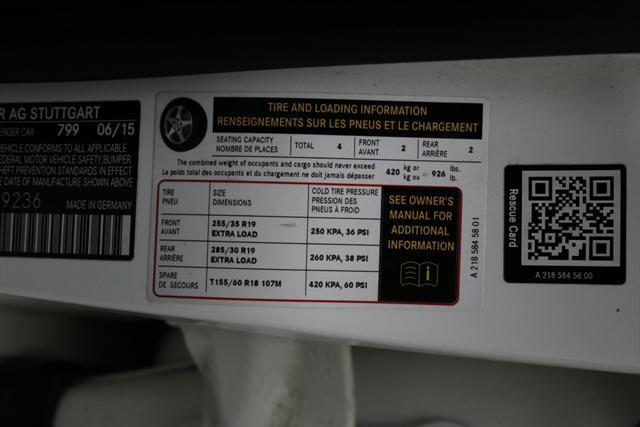 R AG STUTTGART
ENGER CAR 799 06/15
VEHICLE CONFORMS TO ALL APPLICABLE
FEDERAL MOTOR VEHICLE SAFETY, BUMPER
THEFT PREVENTION STANDARDS IN EFFECT
DATE OF MANUFACTURE SHOWN ABOVE
9236 MADE IN GERMANY
TIRE AND LOADING INFORMATION
RENSEIGNEMENTS SUR LES PNEUS ET LE CHARGEMENT
SEATING CAPACITY
NOMBRE DE PLACES
TOTAL 4
FRONT
AVANT
2
REAR
ARRIÈRE
2
The combined weight of occupants and cargo should never exceed
Le poids total des occupants et du chargement ne doit jamais dépasser
420 kg or
kg ou
926 lbs.
lb.
TIRE
PNEU
SIZE
DIMENSIONS
COLD TIRE PRESSURE
PRESSION DES
PNEUS À FROID
FRONT
AVANT
255/35 R19
EXTRA LOAD
250 KPA, 36 PSI
REAR
ARRIÈRE
285/30 R19
EXTRA LOAD
260 KPA, 38 PSI
SPARE
DE SECOURS
T155/60 R18 107M
420 KPA, 60 PSI
SEE OWNER'S
MANUAL FOR
ADDITIONAL
INFORMATION
A 218 584 58 01
Rescue Card
A 218 584 56 00